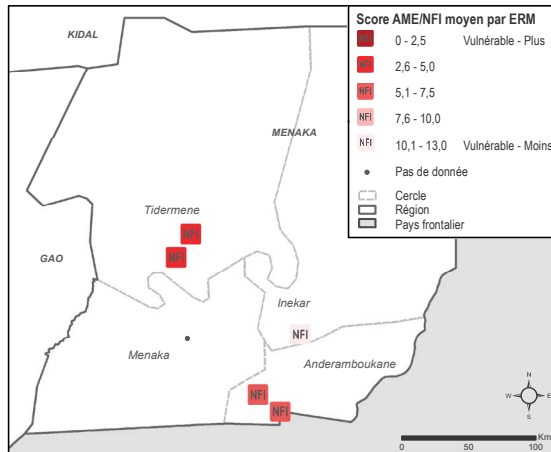 Score AME/NFI moyen par ERM
NFI 0 - 2,5 Vulnérable - Plus
NFI 2,6 - 5,0
NFI 5,1 - 7,5
NFI 7,6 - 10,0
NFI 10,1 - 13,0 Vulnérable - Moins
Pas de donnée
Cercle
Région
Pays frontalier
KIDAL
MENAKA
Tidermene
NFI
NFI
GAO
Inekar
NFI
Menaka
Anderamboukane
NFI
NFI
N
W E
S
Km
0 50 100